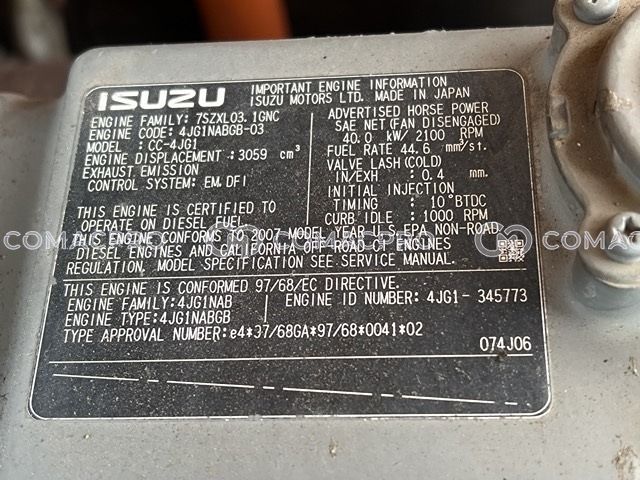 ISUZU
IMPORTANT ENGINE INFORMATION
ISUZU MOTORS LTD. MADE IN JAPAN
ENGINE FAMILY: 7SZXL03.1GNC
ENGINE CODE: 4JG1NABGB-03
MODEL : CC-4JG1
ENGINE DISPLACEMENT:3059 cm³
EXHAUST EMISSION
CONTROL SYSTEM: EM,DFI
ADVERTISED HORSE POWER
SAE NET(FAN DISENGAGED)
40.0 kW/ 2100 RPM
FUEL RATE 44.6 mm³/st.
VALVE LASH (COLD)
IN/EXH : 0.4 mm
INITIAL INJECTION
TIMING : 10°BTDC
CURB IDLE : 1000 RPM
THIS ENGINE IS CERTIFIED TO
OPERATE ON DIESEL FUEL
THIS ENGINE CONFORMS TO 2007 MODEL YEAR U.S. EPA NON-ROAD
DIESEL ENGINES AND CALIFORNIA OFF-ROAD CI ENGINES
REGULATION. MODEL SPECIFICATION SEE SERVICE MANUAL.
THIS ENGINE IS CONFORMED 97/68/EC DIRECTIVE.
ENGINE FAMILY:4JG1NAB
ENGINE ID NUMBER: 4JG1- 345773
ENGINE TYPE:4JG1NABGB
TYPE APPROVAL NUMBER:e4*37/68GA*97/68*0041*02
074J06
COMACPRO